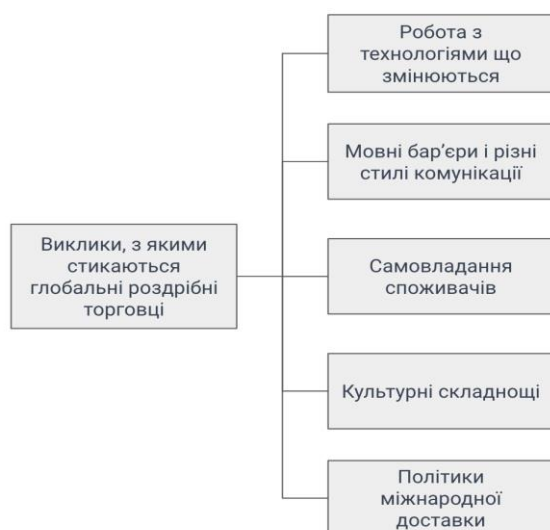 Робота з
технологіями що
змінюються
Мовні бар’єри і різні
стилі комунікації
Виклики, з якими
стикаються
глобальні роздрібні
торговці
Самовладання
споживачів
Культурні складнощі
Політики
міжнародної
доставки